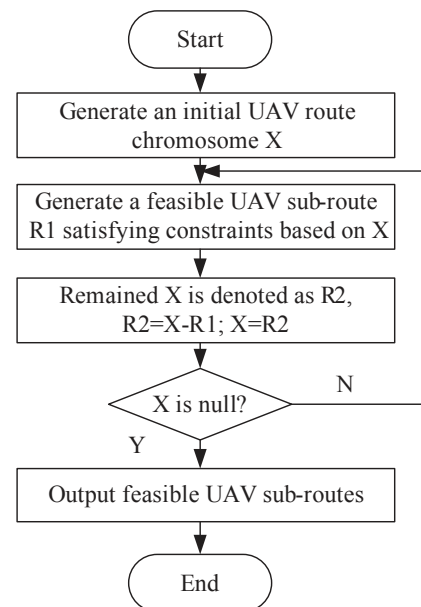 Start
Generate an initial UAV route
chromosome X
Generate a feasible UAV sub-route
R1 satisfying constraints based on X
Remained X is denoted as R2,
R2=X-R1; X=R2
X is null?
N
Y
Output feasible UAV sub-routes
End